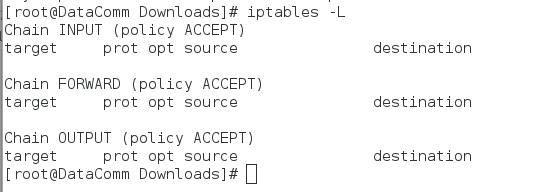 [root@DataComm Downloads]# iptables -L
Chain INPUT (policy ACCEPT)
target     prot opt source               destination

Chain FORWARD (policy ACCEPT)
target     prot opt source               destination

Chain OUTPUT (policy ACCEPT)
target     prot opt source               destination
[root@DataComm Downloads]#